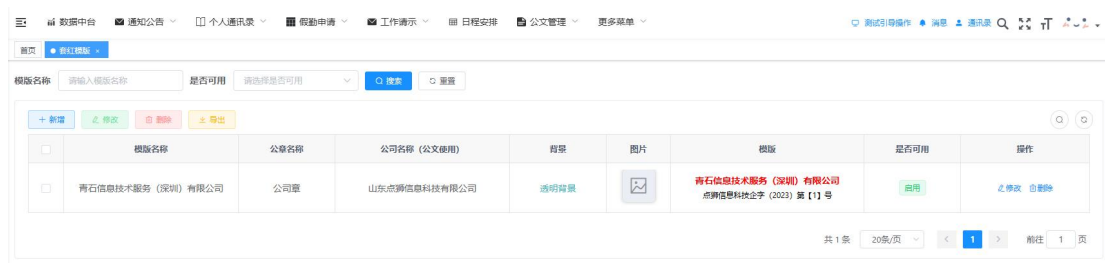 数据中台 通知公告 个人通讯录 假勤申请 工作请示 日程安排 公文管理 更多菜单 测试引导操作 消息 通讯录
首页 套红模版 ×
模版名称 请输入模版名称 是否可用 请选择是否可用 搜索 重置
+ 新增 修改 删除 导出
模版名称 公章名称 公司名称（公文使用） 背景 图片 模版 是否可用 操作
青石信息技术服务（深圳）有限公司 公司章 山东点狮信息科技有限公司 透明背景 青石信息技术服务（深圳）有限公司 启用 修改 删除
点狮信息科技企字（2023）第【1】号
共 1 条 20条/页 < 1 > 前往 1 页